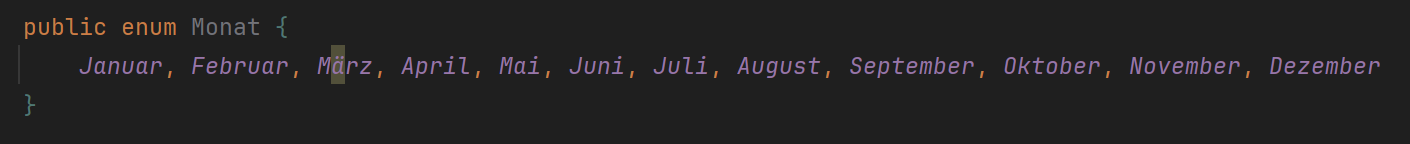 public enum Monat {
Januar, Februar, März, April, Mai, Juni, Juli, August, September, Oktober, November, Dezember
}